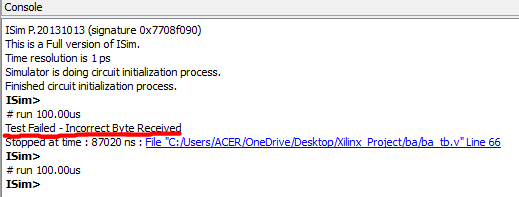 Console
ISim P.20131013 (signature 0x7708f090)
This is a Full version of ISim.
Time resolution is 1 ps
Simulator is doing circuit initialization process.
Finished circuit initialization process.
ISim>
# run 100.00us
Test Failed - Incorrect Byte Received
Stopped at time : 87020 ns : File "C:/Users/ACER/OneDrive/Desktop/Xilinx_Project/ba/ba_tb.v" Line 66
ISim>
# run 100.00us
ISim>